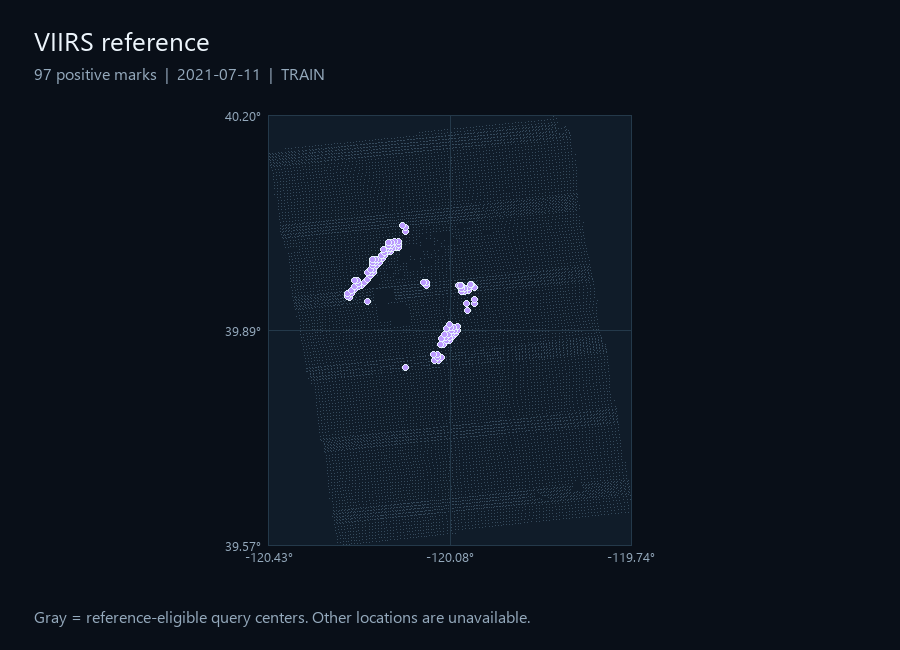 VIIRS reference
97 positive marks | 2021-07-11 | TRAIN
40.20°
39.89°
39.57°
-120.43°
-120.08°
-119.74°
Gray = reference-eligible query centers. Other locations are unavailable.